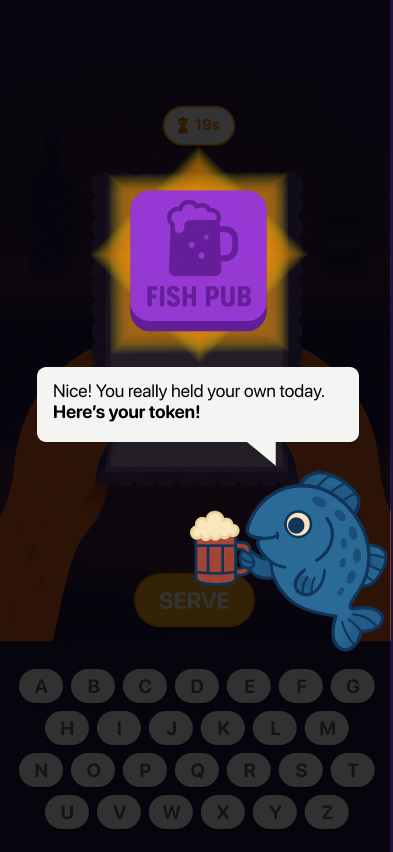 19s
FISH PUB
Nice! You really held your own today.
Here's your token!
SERVE
A B C D E F G
H I J K L M
N O P Q R S T
U V W X Y Z